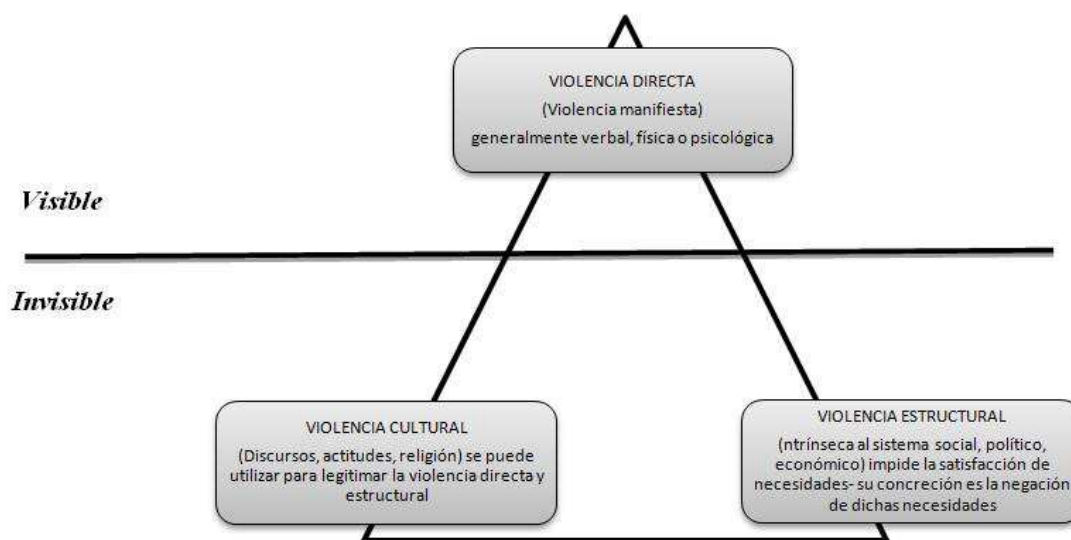 VIOLENCIA DIRECTA
(Violencia manifiesta)
generalmente verbal, física o psicológica
Visible
Invisible
VIOLENCIA CULTURAL
(Discursos, actitudes, religión) se puede
utilizar para legitimar la violencia directa y
estructural
VIOLENCIA ESTRUCTURAL
(ntrínseca al sistema social, político,
económico) impide la satisfacción de
necesidades- su concreción es la negación
de dichas necesidades